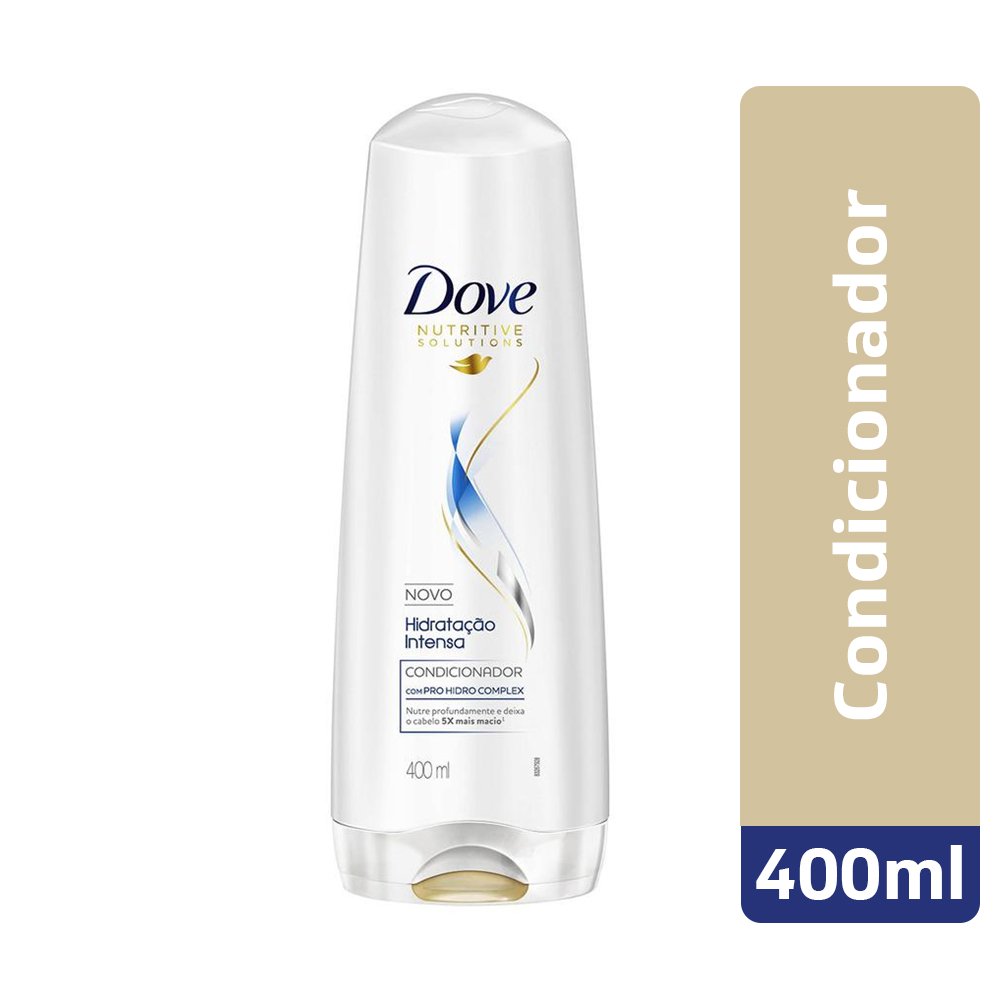 Dove
NUTRITIVE
SOLUTIONS
NOVO
Hidratação
Intensa
CONDICIONADOR
COM PRO HIDRO COMPLEX
Nutre profundamente e deixa
o cabelo 5X mais macio¹
400 ml
Condicionador
400ml